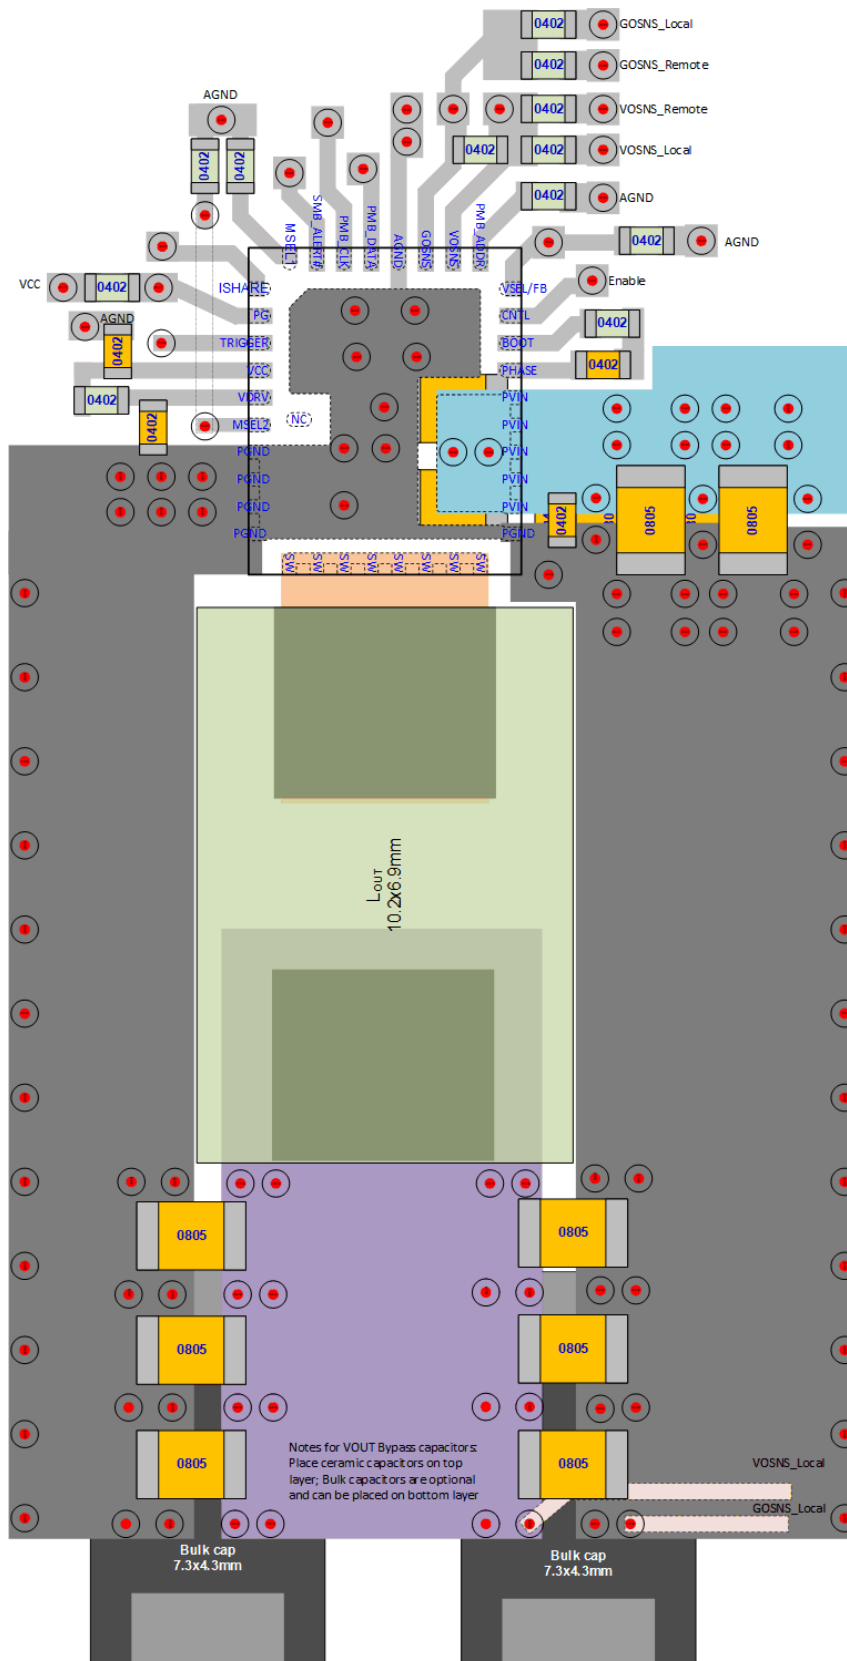 0402
GOSNS_Local
0402
GOSNS_Remote
AGND
0402
VOSNS_Remote
0402
0402
0402
0402
VOSNS_Local
0402
AGND
MSEL1
SMB_ALERT#
PMB_CLK
PMB_DATA
AGND
GOSNS
VOSNS
PMB_ADDR
0402
AGND
VCC
0402
ISHARE
VSEL/FB
Enable
AGND
PG
CNTL
0402
0402
TRIGGER
BOOT
VCC
PHASE
0402
0402
VDRV
PVIN
0402
MSEL2
NC
PVIN
PGND
PVIN
PGND
PVIN
PGND
PVIN
PGND
PGND
0402
0805
0805
SW
SW
SW
SW
SW
SW
SW
SW
LOUT
10.2x6.9mm
0805
0805
0805
0805
0805
0805
Notes for VOUT Bypass capacitors:
Place ceramic capacitors on top
layer; Bulk capacitors are optional
and can be placed on bottom layer
VOSNS_Local
GOSNS_Local
Bulk cap
7.3x4.3mm
Bulk cap
7.3x4.3mm